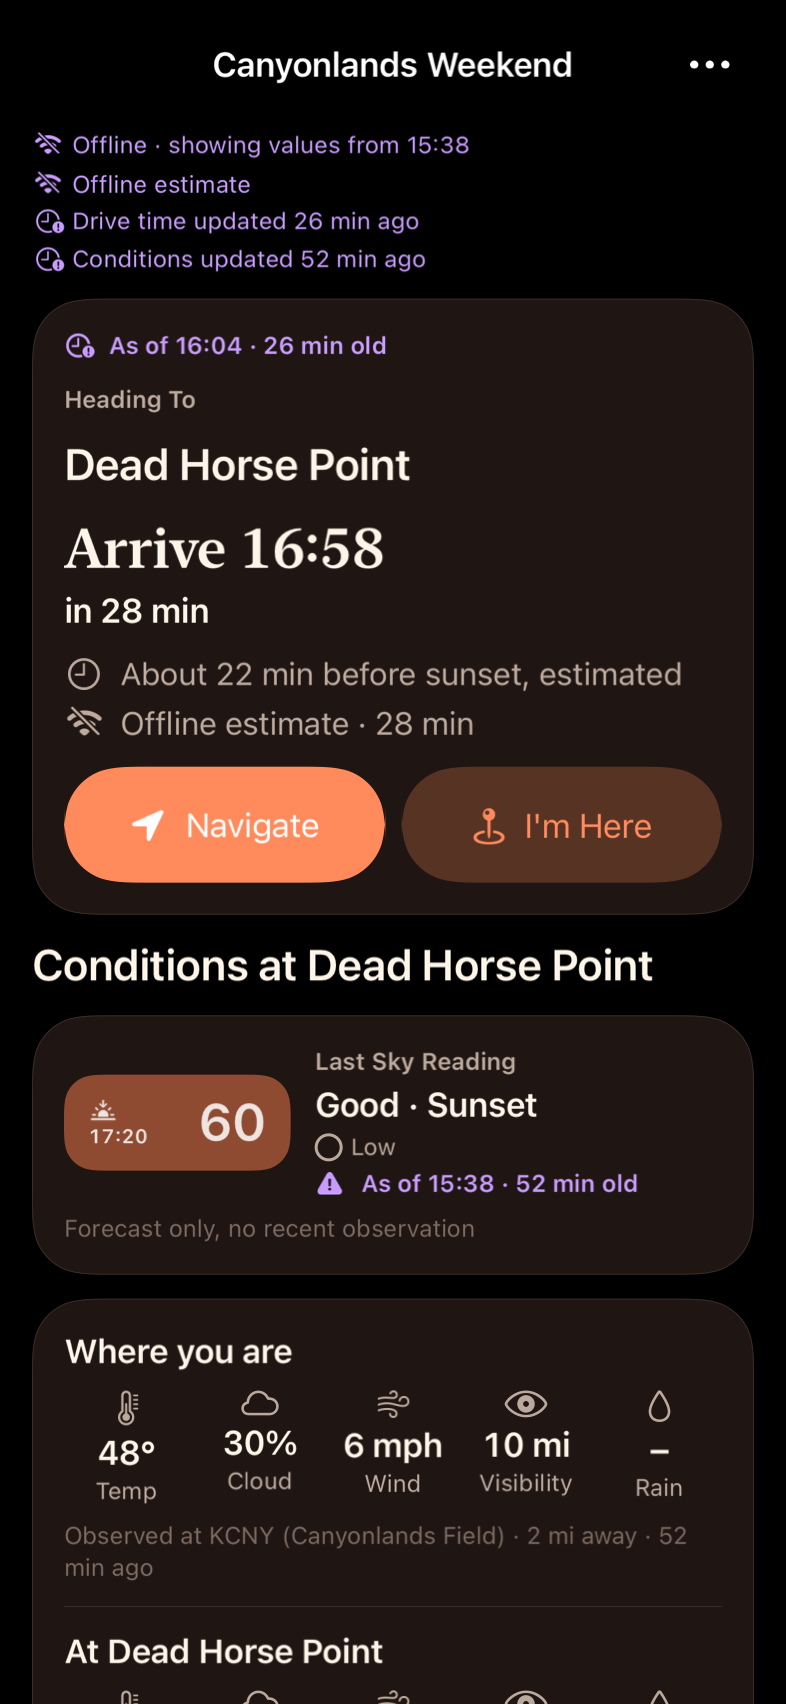 Canyonlands Weekend
Offline · showing values from 15:38
Offline estimate
Drive time updated 26 min ago
Conditions updated 52 min ago
As of 16:04 · 26 min old
Heading To
Dead Horse Point
Arrive 16:58
in 28 min
About 22 min before sunset, estimated
Offline estimate · 28 min
Navigate
I'm Here
Conditions at Dead Horse Point
17:20
60
Last Sky Reading
Good · Sunset
Low
As of 15:38 · 52 min old
Forecast only, no recent observation
Where you are
48° 30% 6 mph 10 mi –
Temp Cloud Wind Visibility Rain
Observed at KCNY (Canyonlands Field) · 2 mi away · 52
min ago
At Dead Horse Point